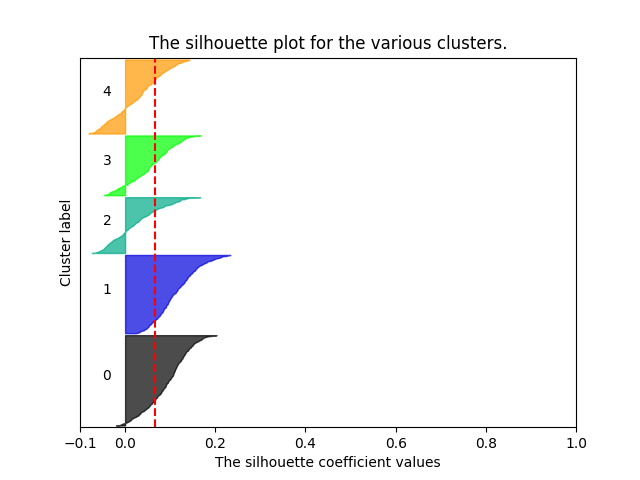 The silhouette plot for the various clusters.
4
3
2
1
0
Cluster label
−0.1 0.0 0.2 0.4 0.6 0.8 1.0
The silhouette coefficient values